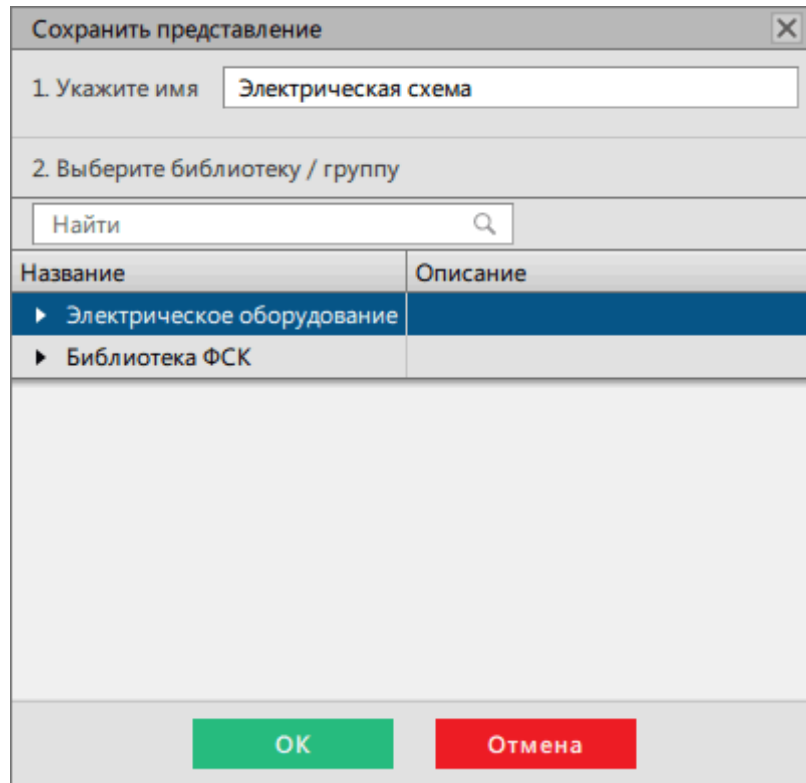 Сохранить представление
1. Укажите имя Электрическая схема
2. Выберите библиотеку / группу
Найти
Название Описание
Электрическое оборудование
Библиотека ФСК
ОК Отмена